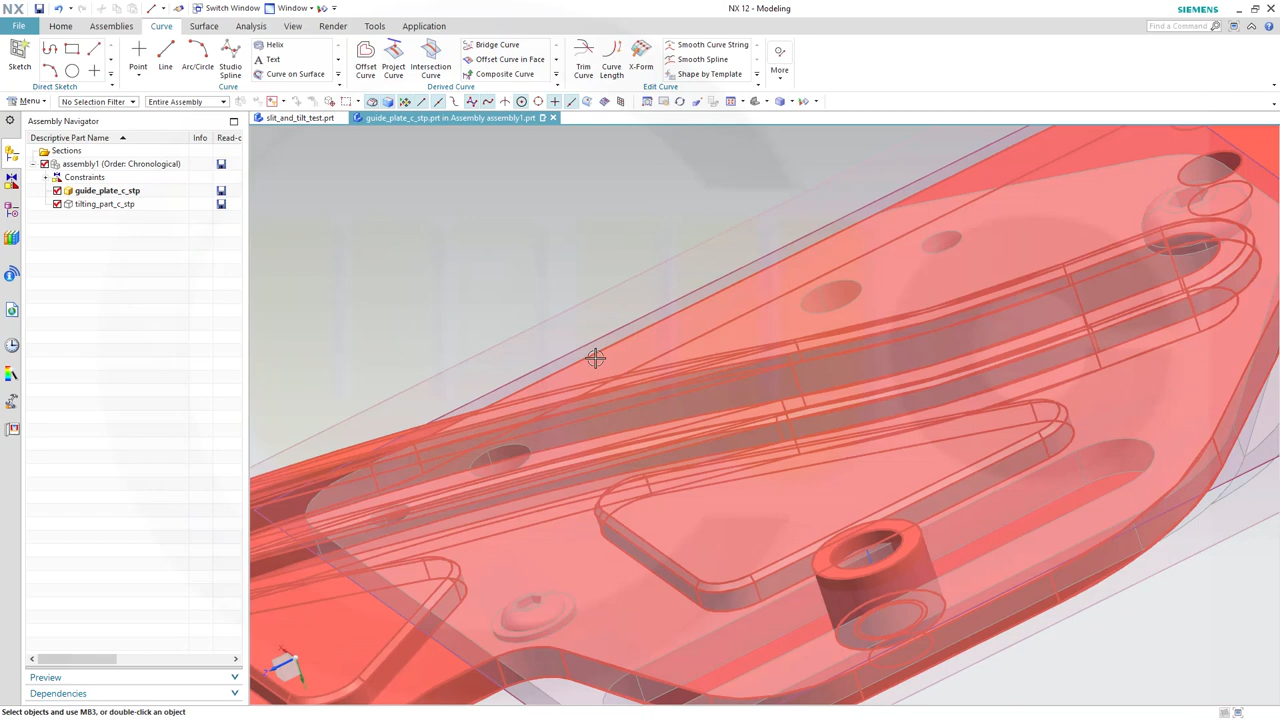 NX
Switch Window
Window
NX 12 - Modeling
SIEMENS
File
Home
Assemblies
Curve
Surface
Analysis
View
Render
Tools
Application
Find a Command
Sketch
Direct Sketch
Point
Line
Arc/Circle
Studio Spline
Helix
Text
Curve on Surface
Curve
Offset Curve
Project Curve
Intersection Curve
Bridge Curve
Offset Curve in Face
Composite Curve
Derived Curve
Trim Curve
Curve Length
X-Form
Smooth Curve String
Smooth Spline
Shape by Template
Edit Curve
More
Menu
No Selection Filter
Entire Assembly
Assembly Navigator
slit_and_tilt_test.prt
guide_plate_c_stp.prt in Assembly assembly1.prt
Descriptive Part Name
Info
Read-c
Sections
assembly1 (Order: Chronological)
Constraints
guide_plate_c_stp
tilting_part_c_stp
Preview
Dependencies
Select objects and use MB3, or double-click an object